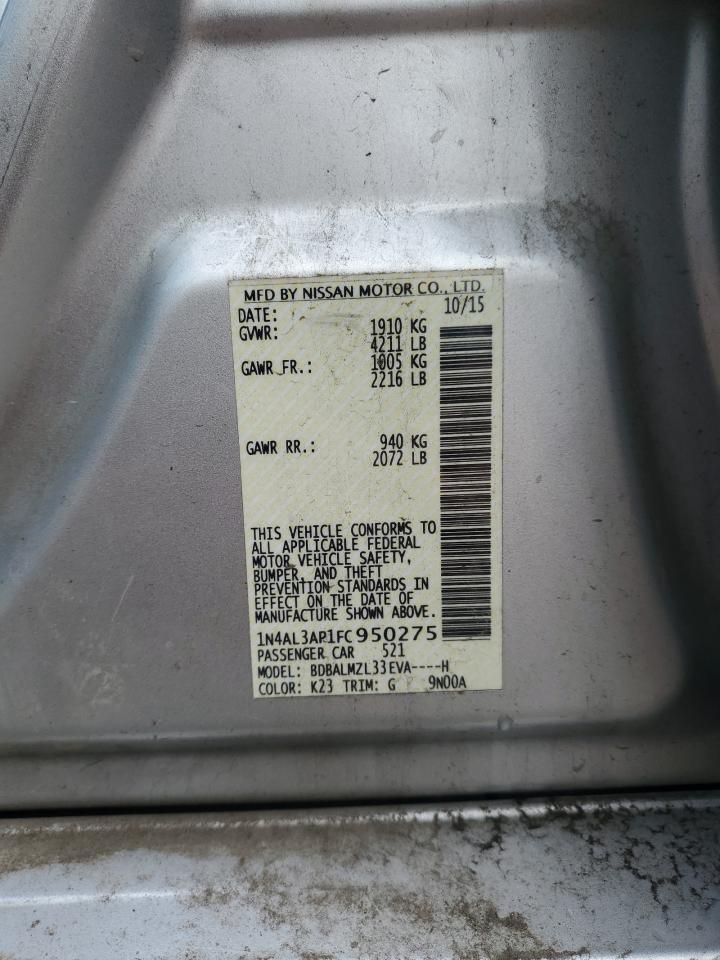 MFD BY NISSAN MOTOR CO., LTD.
DATE: 10/15
GVWR: 1910 KG
4211 LB
GAWR FR.: 1005 KG
2216 LB
GAWR RR.: 940 KG
2072 LB
THIS VEHICLE CONFORMS TO
ALL APPLICABLE FEDERAL
MOTOR VEHICLE SAFETY,
BUMPER, AND THEFT
PREVENTION STANDARDS IN
EFFECT ON THE DATE OF
MANUFACTURE SHOWN ABOVE.
1N4AL3AP1FC950275
PASSENGER CAR 521
MODEL: BDBALMZL33EVA----H
COLOR: K23 TRIM: G 9N00A